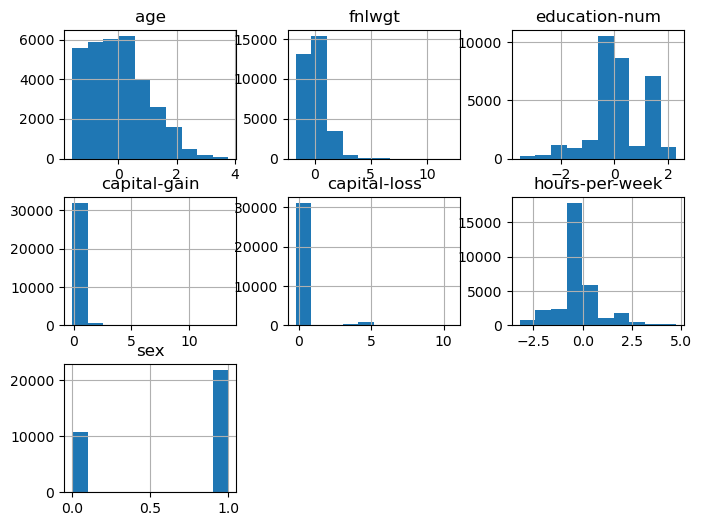 age fnlwgt education-num
6000 15000 10000
4000 10000
2000 5000 5000
0 0 0
0 2 4 0 5 10 −2 0 2
capital-gain capital-loss hours-per-week
30000 30000 15000
20000 20000 10000
10000 10000 5000
0 0 0
0 5 10 0 5 10 −2.5 0.0 2.5 5.0
sex
20000
10000
0
0.0 0.5 1.0